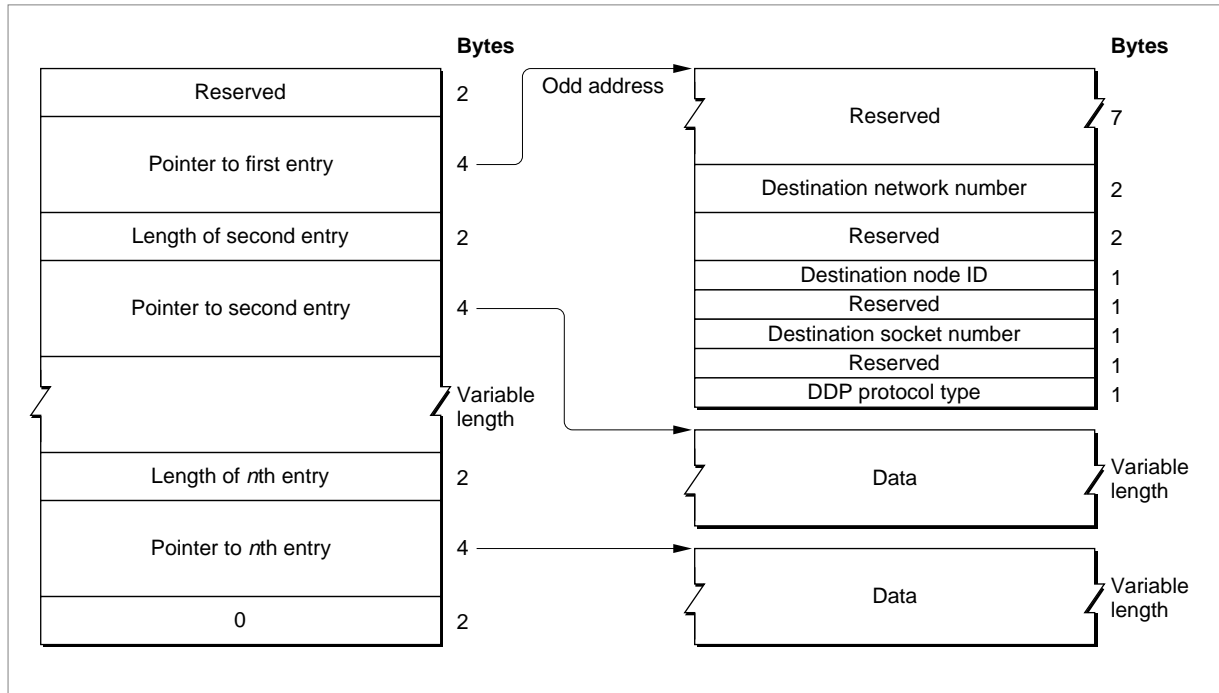 Bytes
Reserved 2
Pointer to first entry 4
Length of second entry 2
Pointer to second entry 4
Variable
length
Length of nth entry 2
Pointer to nth entry 4
0 2
Odd address
Bytes
Reserved 7
Destination network number 2
Reserved 2
Destination node ID 1
Reserved 1
Destination socket number 1
Reserved 1
DDP protocol type 1
Data Variable
length
Data Variable
length